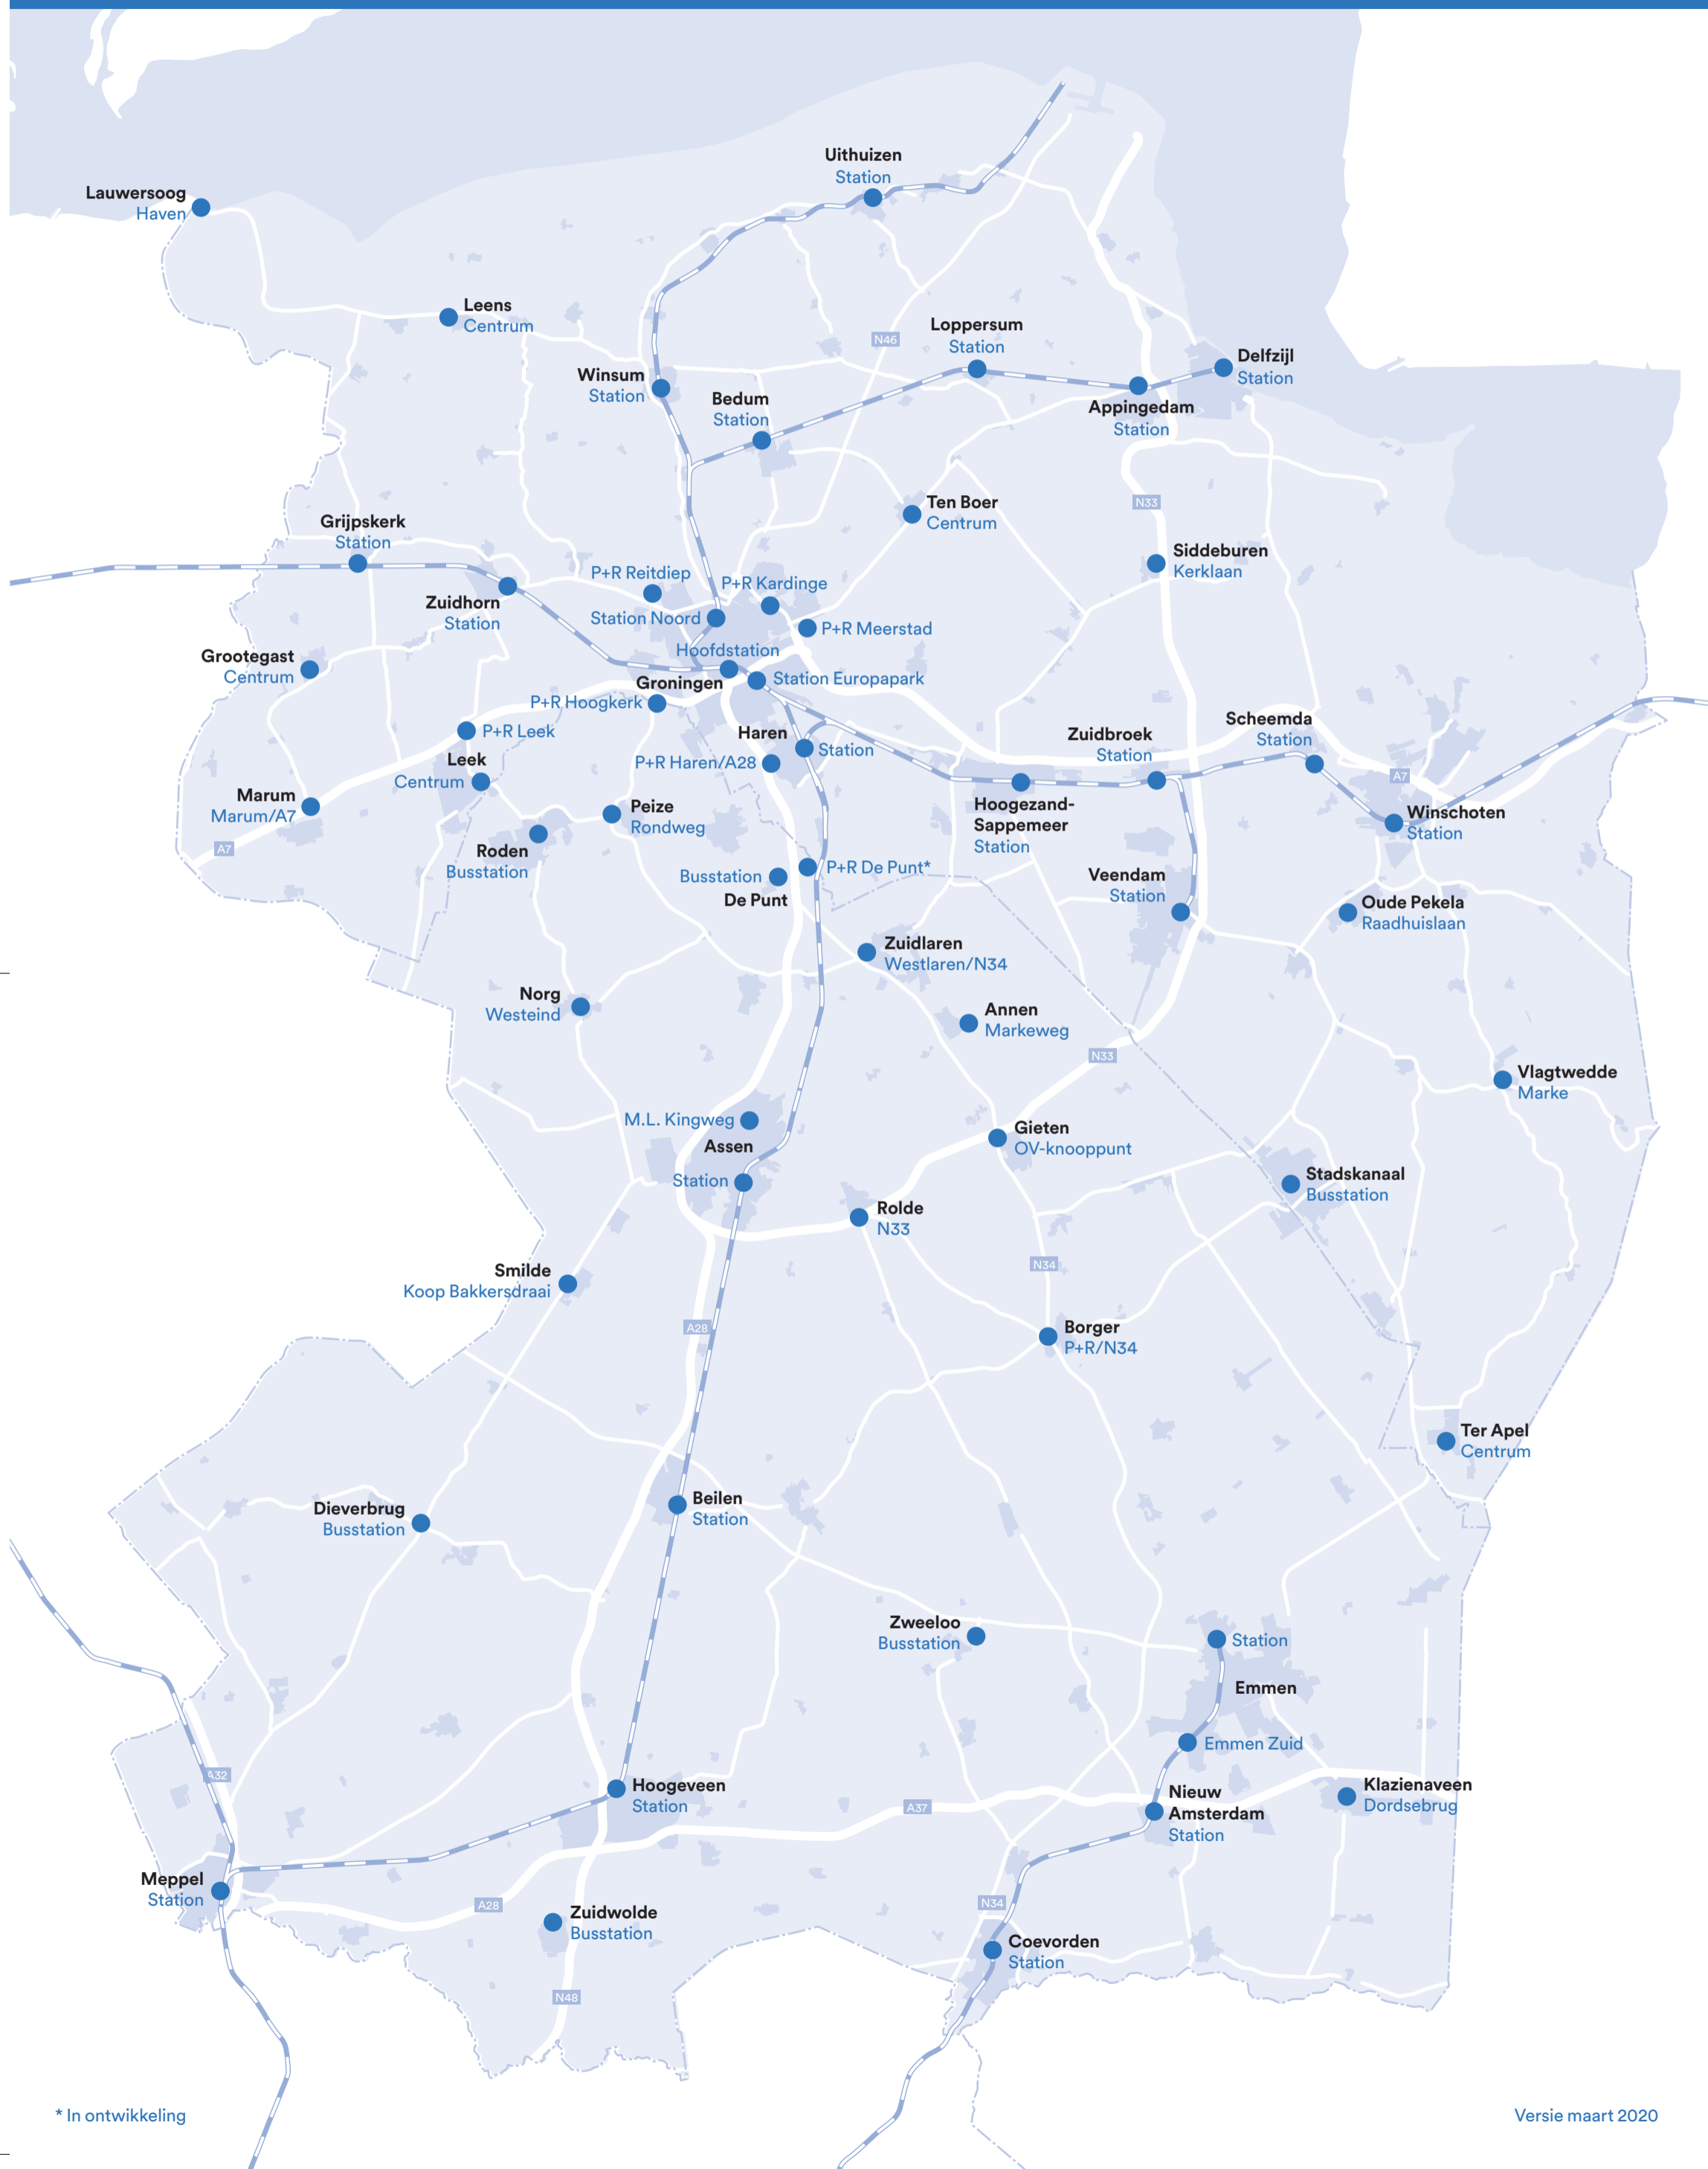 Uithuizen
Station
Lauwersoog
Haven
Leens
Centrum
N46
Loppersum
Station
Delfzijl
Station
Winsum
Station
Bedum
Station
Appingedam
Station
Ten Boer
Centrum
N33
Grijpskerk
Station
Siddeburen
Kerklaan
P+R Reitdiep
P+R Kardinge
Zuidhorn
Station
Station Noord
P+R Meerstad
Hoofdstation
Grootegast
Centrum
Groningen
Station Europapark
P+R Hoogkerk
P+R Leek
Haren
Station
P+R Haren/A28
Zuidbroek
Station
Scheemda
Station
Leek
Centrum
A7
Marum
Marum/A7
Peize
Rondweg
Hoogezand-
Sappemeer
Station
Winschoten
Station
A7
Roden
Busstation
Busstation
De Punt
P+R De Punt*
Veendam
Station
Oude Pekela
Raadhuislaan
Zuidlaren
Westlaren/N34
Norg
Westeind
Annen
Markeweg
N33
Vlagtwedde
Marke
M.L. Kingweg
Assen
Station
Gieten
OV-knooppunt
Stadskanaal
Busstation
Rolde
N33
N34
Smilde
Koop Bakkersdraai
A28
Borger
P+R/N34
Ter Apel
Centrum
Beilen
Station
Dieverbrug
Busstation
Zweeloo
Busstation
Station
Emmen
Emmen Zuid
A32
Hoogeveen
Station
A37
Nieuw
Amsterdam
Station
Klazienaveen
Dordsebrug
Meppel
Station
A28
N34
Zuidwolde
Busstation
Coevorden
Station
N48
* In ontwikkeling
Versie maart 2020